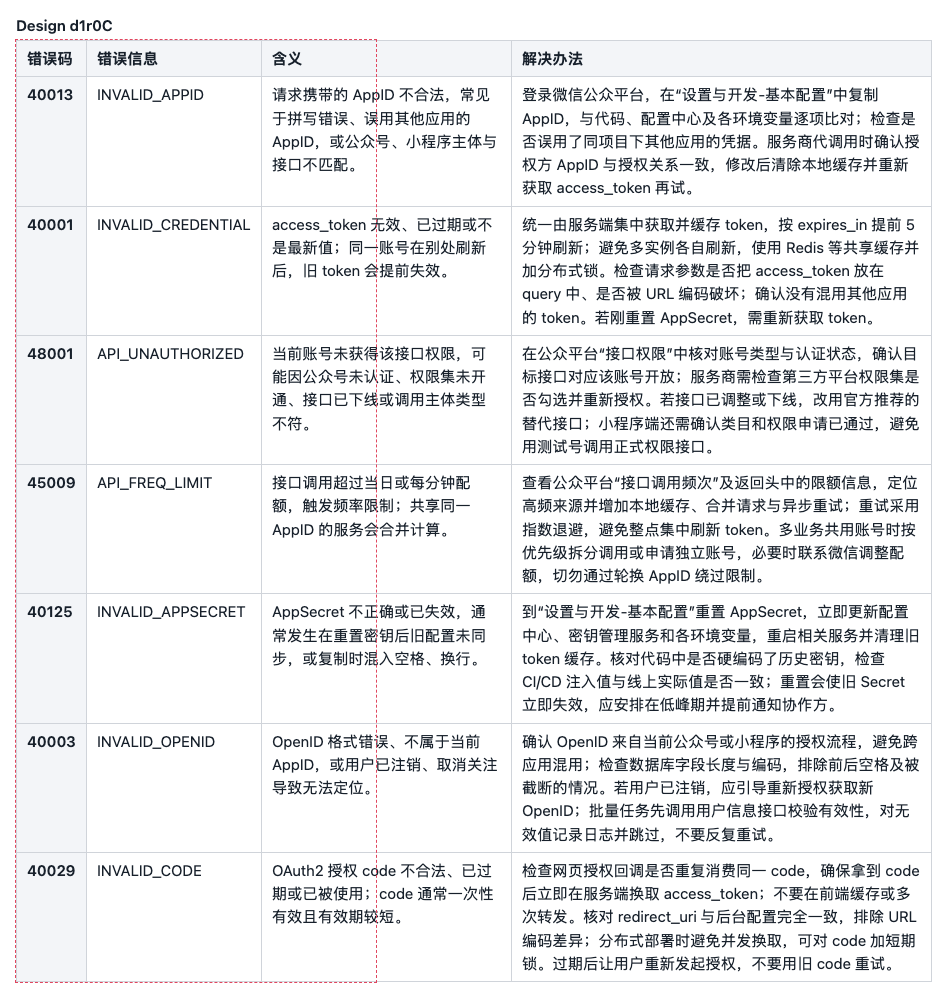 Design d1r0C
错误码 错误信息 含义 解决办法
40013 INVALID_APPID
请求携带的 AppID 不合法，常见
于拼写错误、误用其他应用的
AppID，或公众号、小程序主体与
接口不匹配。
登录微信公众平台，在“设置与开发-基本配置”中复制
AppID，与代码、配置中心及各环境变量逐项比对；检查是
否误用了同项目下其他应用的凭据。服务商代调用时确认授
权方 AppID 与授权关系一致，修改后清除本地缓存并重新
获取 access_token 再试。
40001 INVALID_CREDENTIAL
access_token 无效、已过期或不
是最新值；同一账号在别处刷新
后，旧 token 会提前失效。
统一由服务端集中获取并缓存 token，按 expires_in 提前 5
分钟刷新；避免多实例各自刷新，使用 Redis 等共享缓存并
加分布式锁。检查请求参数是否把 access_token 放在
query 中、是否被 URL 编码破坏；确认没有混用其他应用
的 token。若刚重置 AppSecret，需重新获取 token。
48001 API_UNAUTHORIZED
当前账号未获得该接口权限，可
能因公众号未认证、权限集未开
通、接口已下线或调用主体类型
不符。
在公众平台“接口权限”中核对账号类型与认证状态，确认目
标接口对应该账号开放；服务商需检查第三方平台权限集是
否勾选并重新授权。若接口已调整或下线，改用官方推荐的
替代接口；小程序端还需确认类目和权限申请已通过，避免
用测试号调用正式权限接口。
45009 API_FREQ_LIMIT
接口调用超过当日或每分钟配
额，触发频率限制；共享同一
AppID 的服务会合并计算。
查看公众平台“接口调用频次”及返回头中的限额信息，定位
高频来源并增加本地缓存、合并请求与异步重试；重试采用
指数退避，避免整点集中刷新 token。多业务共用账号时按
优先级拆分调用或申请独立账号，必要时联系微信调整配
额，切勿通过轮换 AppID 绕过限制。
40125 INVALID_APPSECRET
AppSecret 不正确或已失效，通
常发生在重置密钥后旧配置未同
步，或复制时混入空格、换行。
到“设置与开发-基本配置”重置 AppSecret，立即更新配置
中心、密钥管理服务和各环境变量，重启相关服务并清理旧
token 缓存。核对代码中是否硬编码了历史密钥，检查
CI/CD 注入值与线上实际值是否一致；重置会使旧 Secret
立即失效，应安排在低峰期并提前通知协作方。
40003 INVALID_OPENID
OpenID 格式错误、不属于当前
AppID，或用户已注销、取消关注
导致无法定位。
确认 OpenID 来自当前公众号或小程序的授权流程，避免跨
应用混用；检查数据库字段长度与编码，排除前后空格及被
截断的情况。若用户已注销，应引导重新授权获取新
OpenID；批量任务先调用用户信息接口校验有效性，对无
效值记录日志并跳过，不要反复重试。
40029 INVALID_CODE
OAuth2 授权 code 不合法、已过
期或已被使用；code 通常一次性
有效且有效期较短。
检查网页授权回调是否重复消费同一 code，确保拿到 code
后立即在服务端换取 access_token；不要在前端缓存或多
次转发。核对 redirect_uri 与后台配置完全一致，排除 URL
编码差异；分布式部署时避免并发换取，可对 code 加短期
锁。过期后让用户重新发起授权，不要用旧 code 重试。